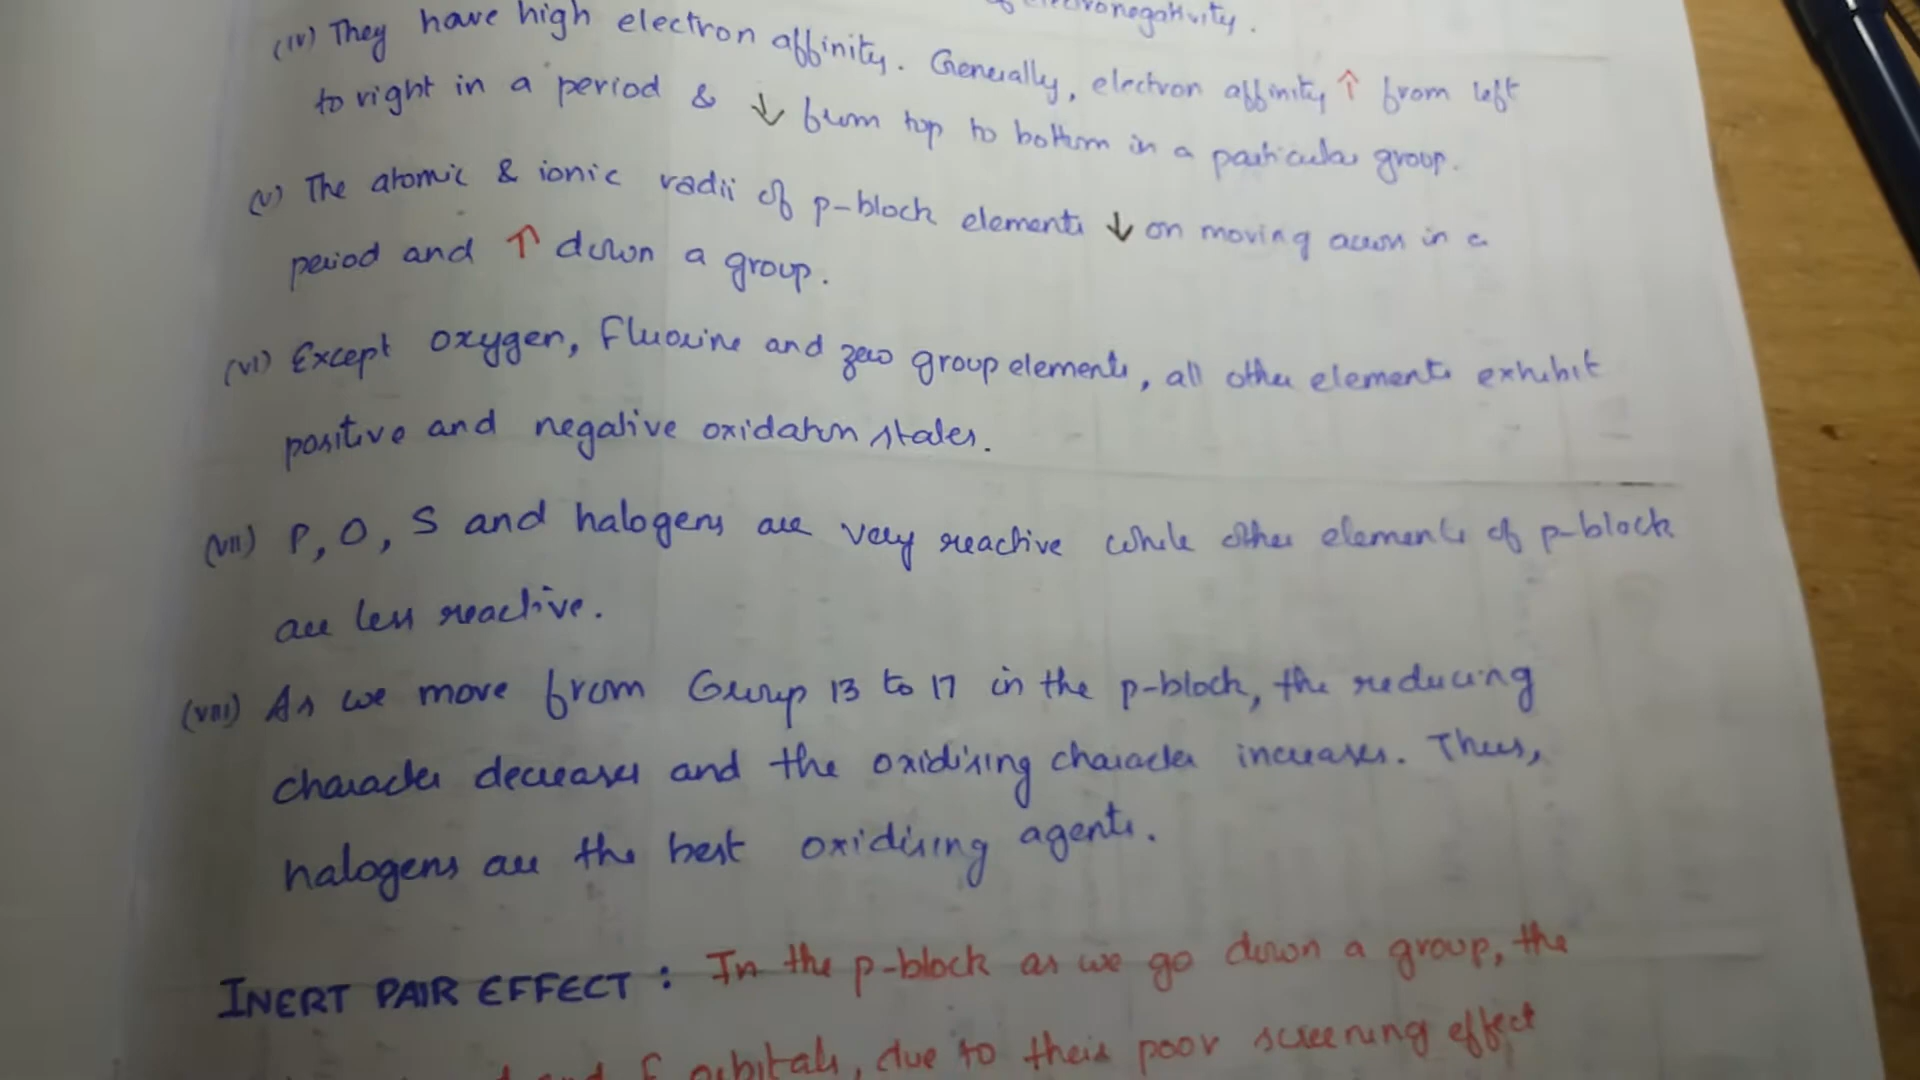 electronegativity.
(iv) They have high electron affinity. Generally, electron affinity ↑ from left
to right in a period & ↓ from top to bottom in a particular group.
(v) The atomic & ionic radii of p-block elements ↓ on moving across in a
period and ↑ down a group.
(vi) Except oxygen, Fluorine and zero group elements, all other elements exhibit
positive and negative oxidation states.
(vii) P, O, S and halogens are very reactive while other elements of p-block
are less reactive.
(viii) As we move from Group 13 to 17 in the p-block, the reducing
character decreases and the oxidising character increases. Thus,
halogens are the best oxidising agents.
INERT PAIR EFFECT : In the p-block as we go down a group, the
d and f orbitals, due to their poor screening effect